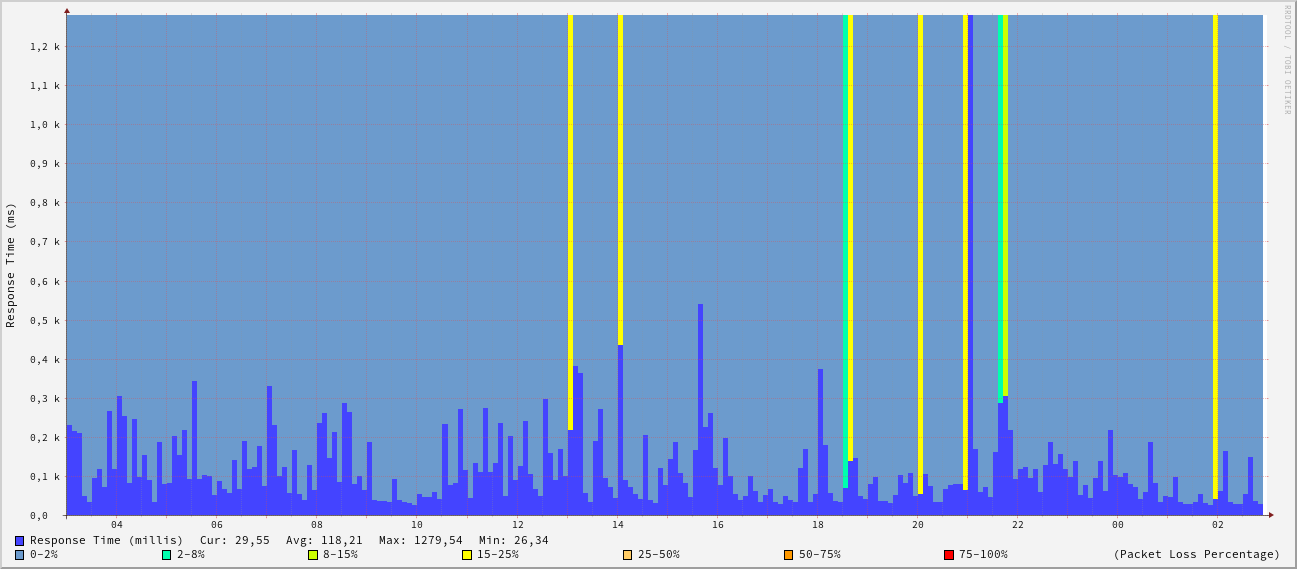 RRDTOOL / TOBI OETIKER
Response Time (ms)
1,2 k
1,1 k
1,0 k
0,9 k
0,8 k
0,7 k
0,6 k
0,5 k
0,4 k
0,3 k
0,2 k
0,1 k
0,0
04 06 08 10 12 14 16 18 20 22 00 02
Response Time (millis) Cur: 29,55 Avg: 118,21 Max: 1279,54 Min: 26,34
0-2% 2-8% 8-15% 15-25% 25-50% 50-75% 75-100% (Packet Loss Percentage)